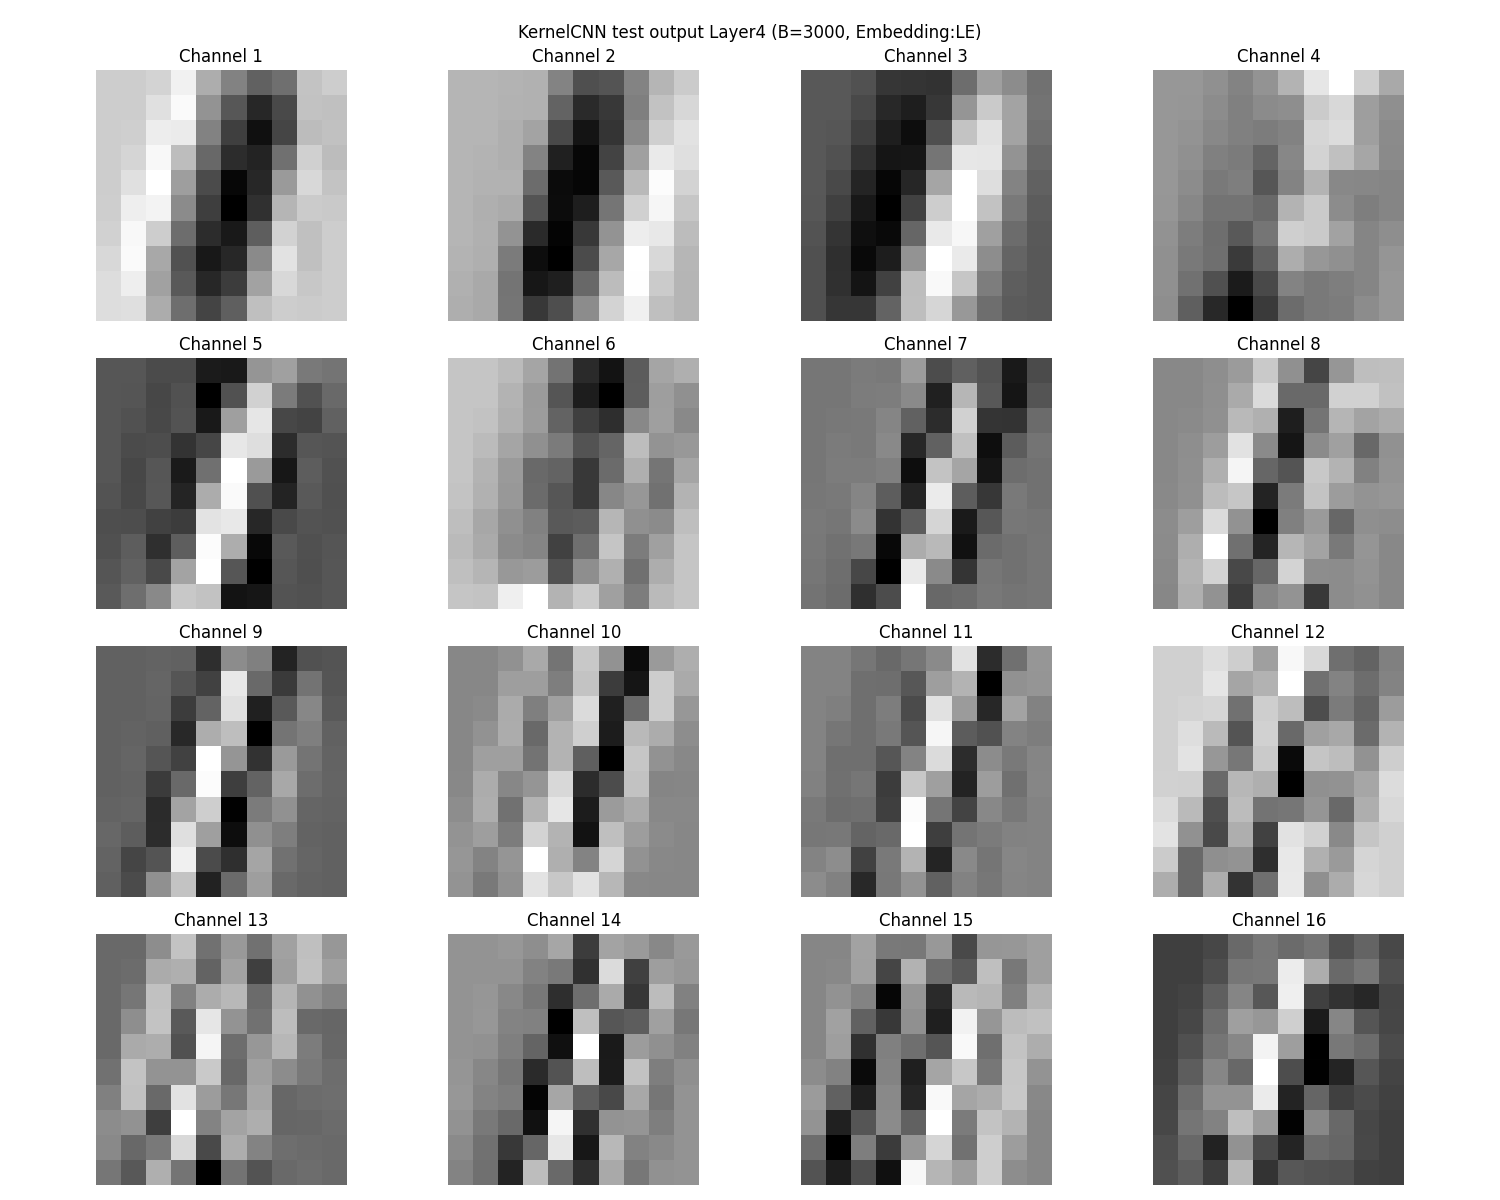 KernelCNN test output Layer4 (B=3000, Embedding:LE)
Channel 1 Channel 2 Channel 3 Channel 4
Channel 5 Channel 6 Channel 7 Channel 8
Channel 9 Channel 10 Channel 11 Channel 12
Channel 13 Channel 14 Channel 15 Channel 16